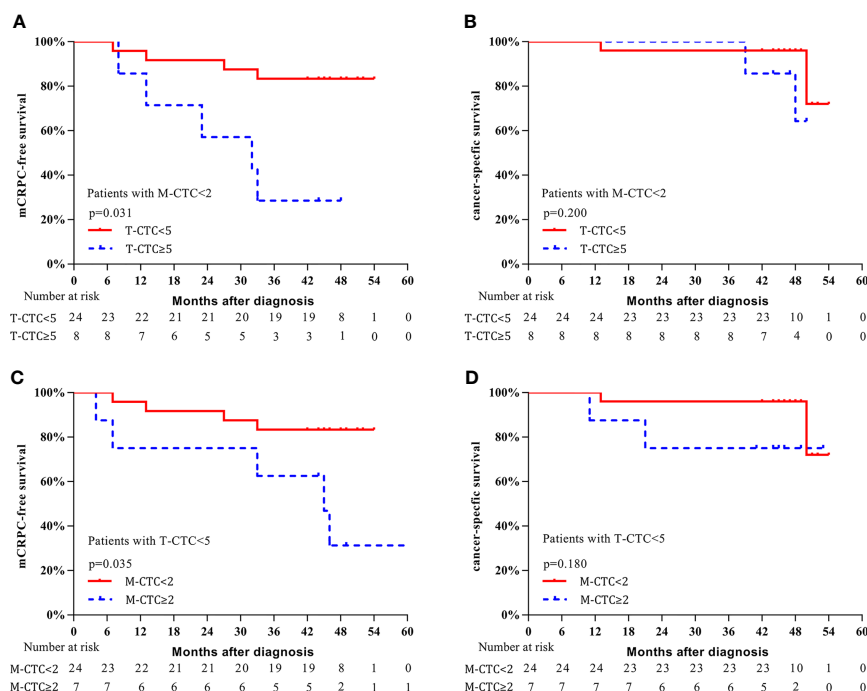 A
mCRPC-free survival
100%
80%
60%
40%
20%
0%
Patients with M-CTC<2
p=0.031
T-CTC<5
T-CTC≥5
0 6 12 18 24 30 36 42 48 54 60
Number at risk
Months after diagnosis
T-CTC<5 24 23 22 21 21 20 19 19 8 1 0
T-CTC≥5 8 8 7 6 5 5 3 3 1 0 0
B
cancer-specfic survival
100%
80%
60%
40%
20%
0%
Patients with M-CTC<2
p=0.200
T-CTC<5
T-CTC≥5
0 6 12 18 24 30 36 42 48 54 60
Number at risk
Months after diagnosis
T-CTC<5 24 24 24 23 23 23 23 23 10 1 0
T-CTC≥5 8 8 8 8 8 8 8 7 4 0 0
C
mCRPC-free survival
100%
80%
60%
40%
20%
0%
Patients with T-CTC<5
p=0.035
M-CTC<2
M-CTC≥2
0 6 12 18 24 30 36 42 48 54 60
Number at risk
Months after diagnosis
M-CTC<2 24 23 22 21 21 20 19 19 8 1 0
M-CTC≥2 7 7 6 6 6 6 5 5 2 1 1
D
cancer-specfic survival
100%
80%
60%
40%
20%
0%
Patients with T-CTC<5
p=0.180
M-CTC<2
M-CTC≥2
0 6 12 18 24 30 36 42 48 54 60
Number at risk
Months after diagnosis
M-CTC<2 24 24 24 23 23 23 23 23 10 1 0
M-CTC≥2 7 7 7 7 6 6 6 5 2 0 0